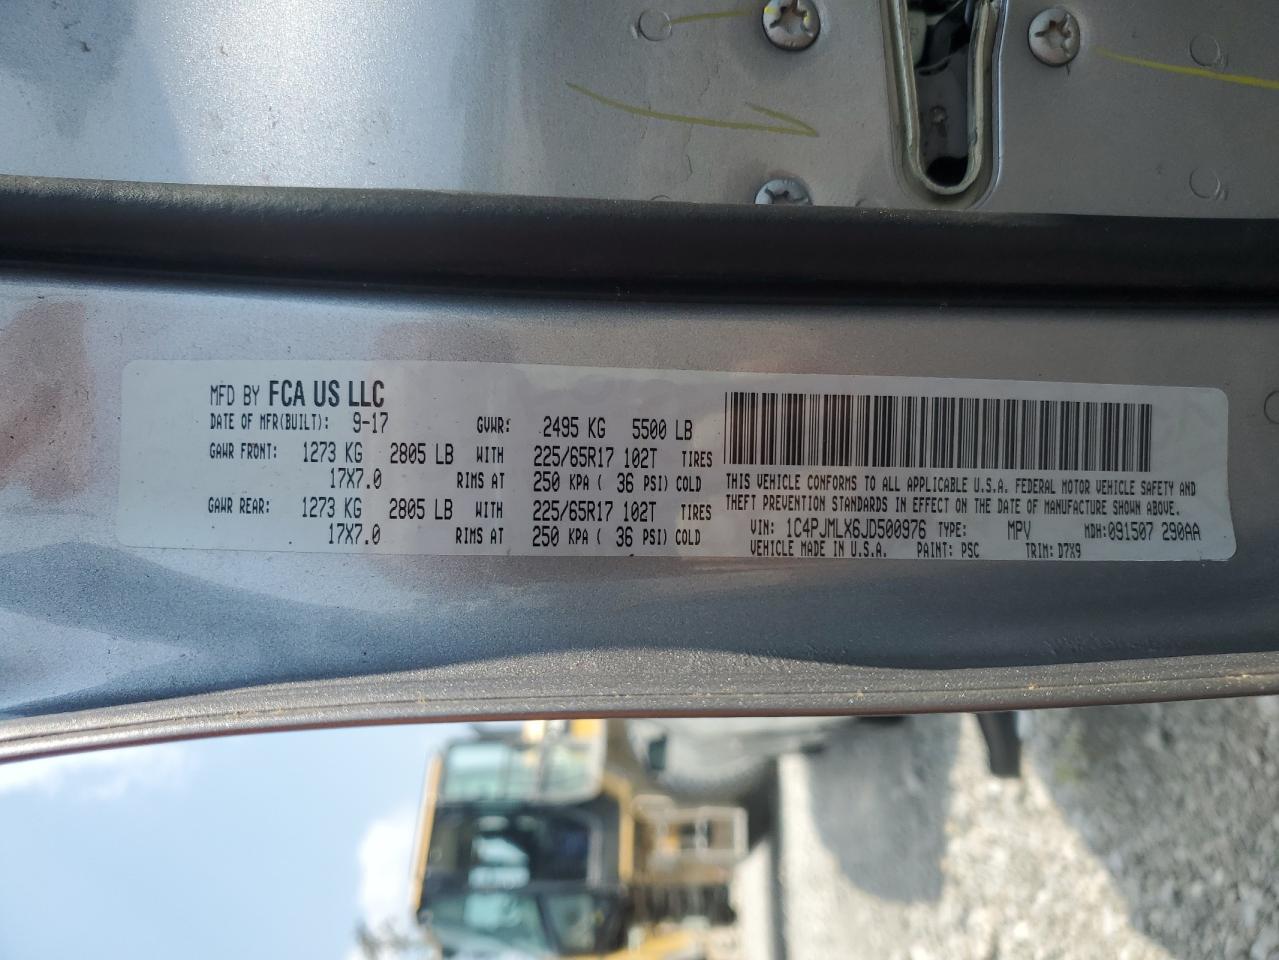 MFD BY FCA US LLC
DATE OF MFR(BUILT): 9-17 GVWR: 2495 KG 5500 LB
GAWR FRONT: 1273 KG 2805 LB WITH 225/65R17 102T TIRES
17X7.0 RIMS AT 250 KPA ( 36 PSI) COLD
GAWR REAR: 1273 KG 2805 LB WITH 225/65R17 102T TIRES
17X7.0 RIMS AT 250 KPA ( 36 PSI) COLD
THIS VEHICLE CONFORMS TO ALL APPLICABLE U.S.A. FEDERAL MOTOR VEHICLE SAFETY AND
THEFT PREVENTION STANDARDS IN EFFECT ON THE DATE OF MANUFACTURE SHOWN ABOVE.
VIN: 1C4PJMLX6JD500976 TYPE: MPV MDH:091507 290AA
VEHICLE MADE IN U.S.A. PAINT: PSC TRIM: D7X9